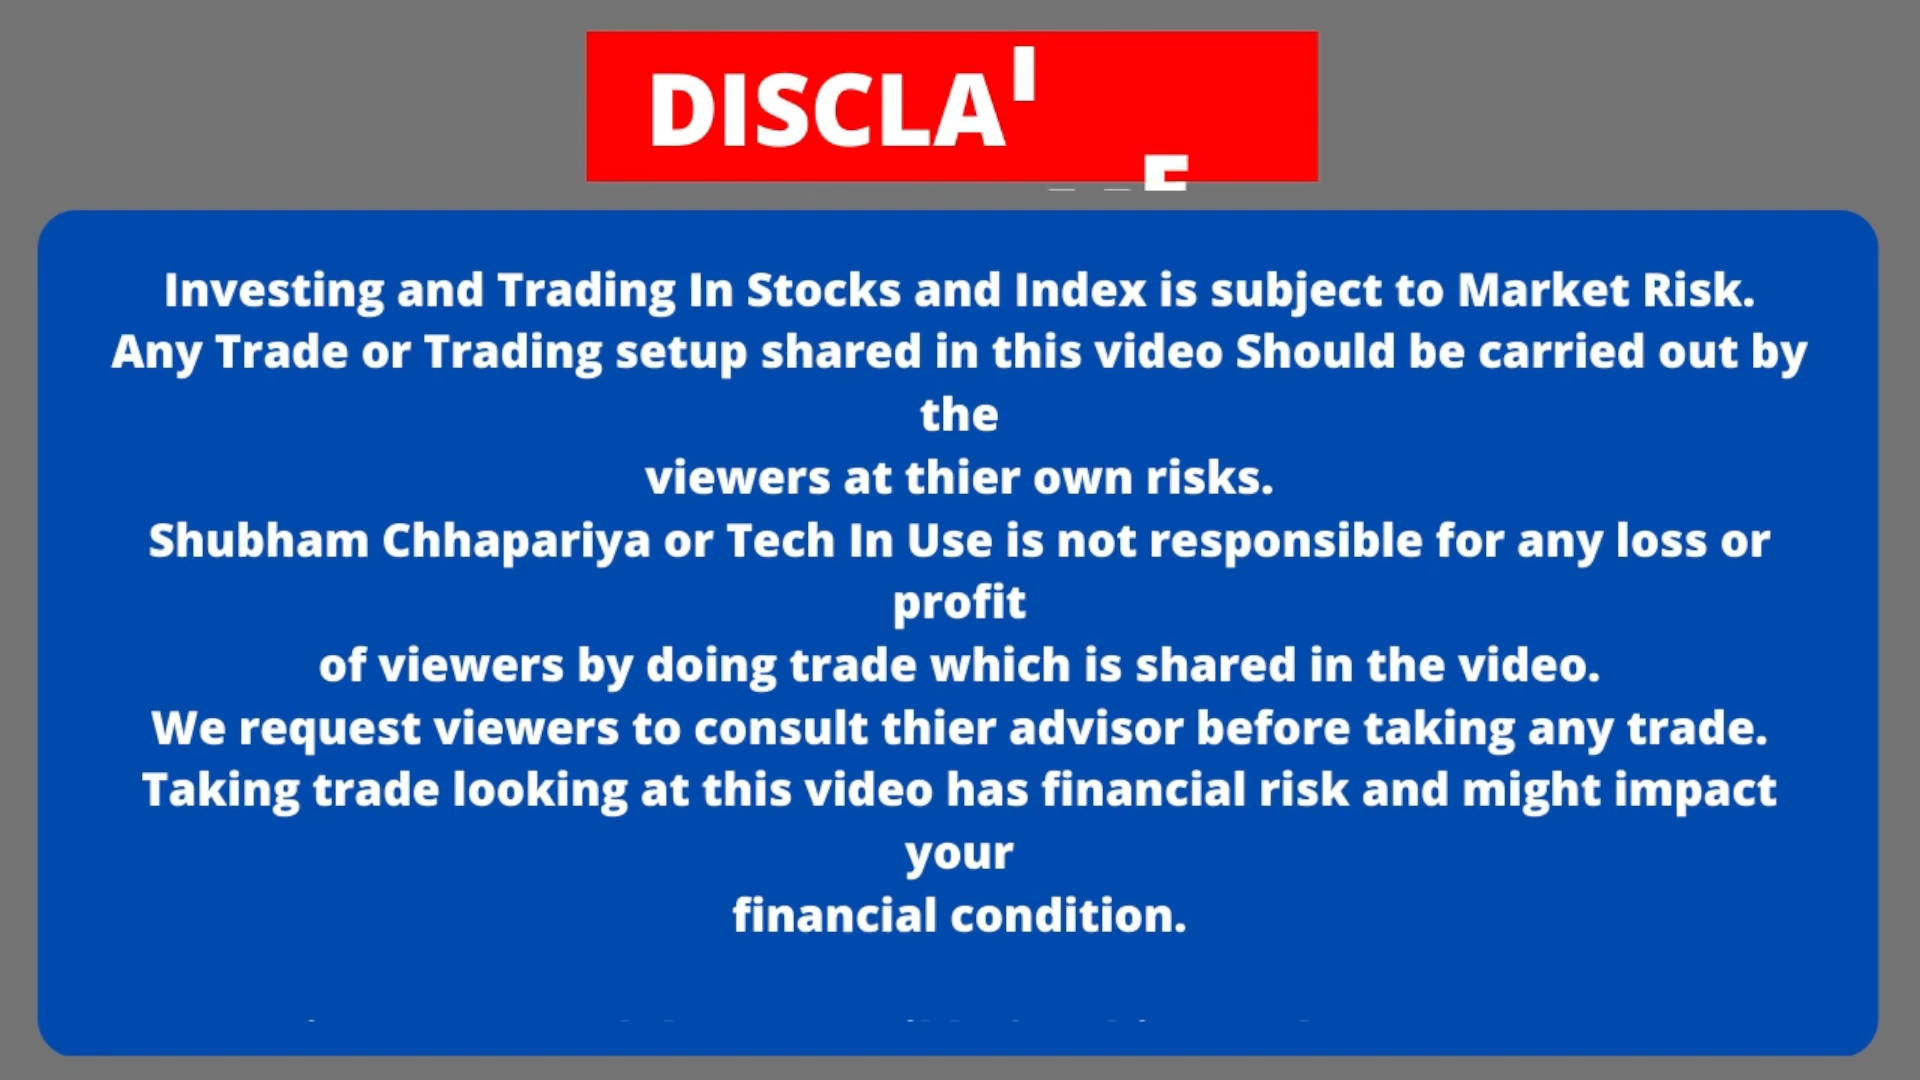 DISCLA
Investing and Trading In Stocks and Index is subject to Market Risk.
Any Trade or Trading setup shared in this video Should be carried out by
the
viewers at thier own risks.
Shubham Chhapariya or Tech In Use is not responsible for any loss or
profit
of viewers by doing trade which is shared in the video.
We request viewers to consult thier advisor before taking any trade.
Taking trade looking at this video has financial risk and might impact
your
financial condition.